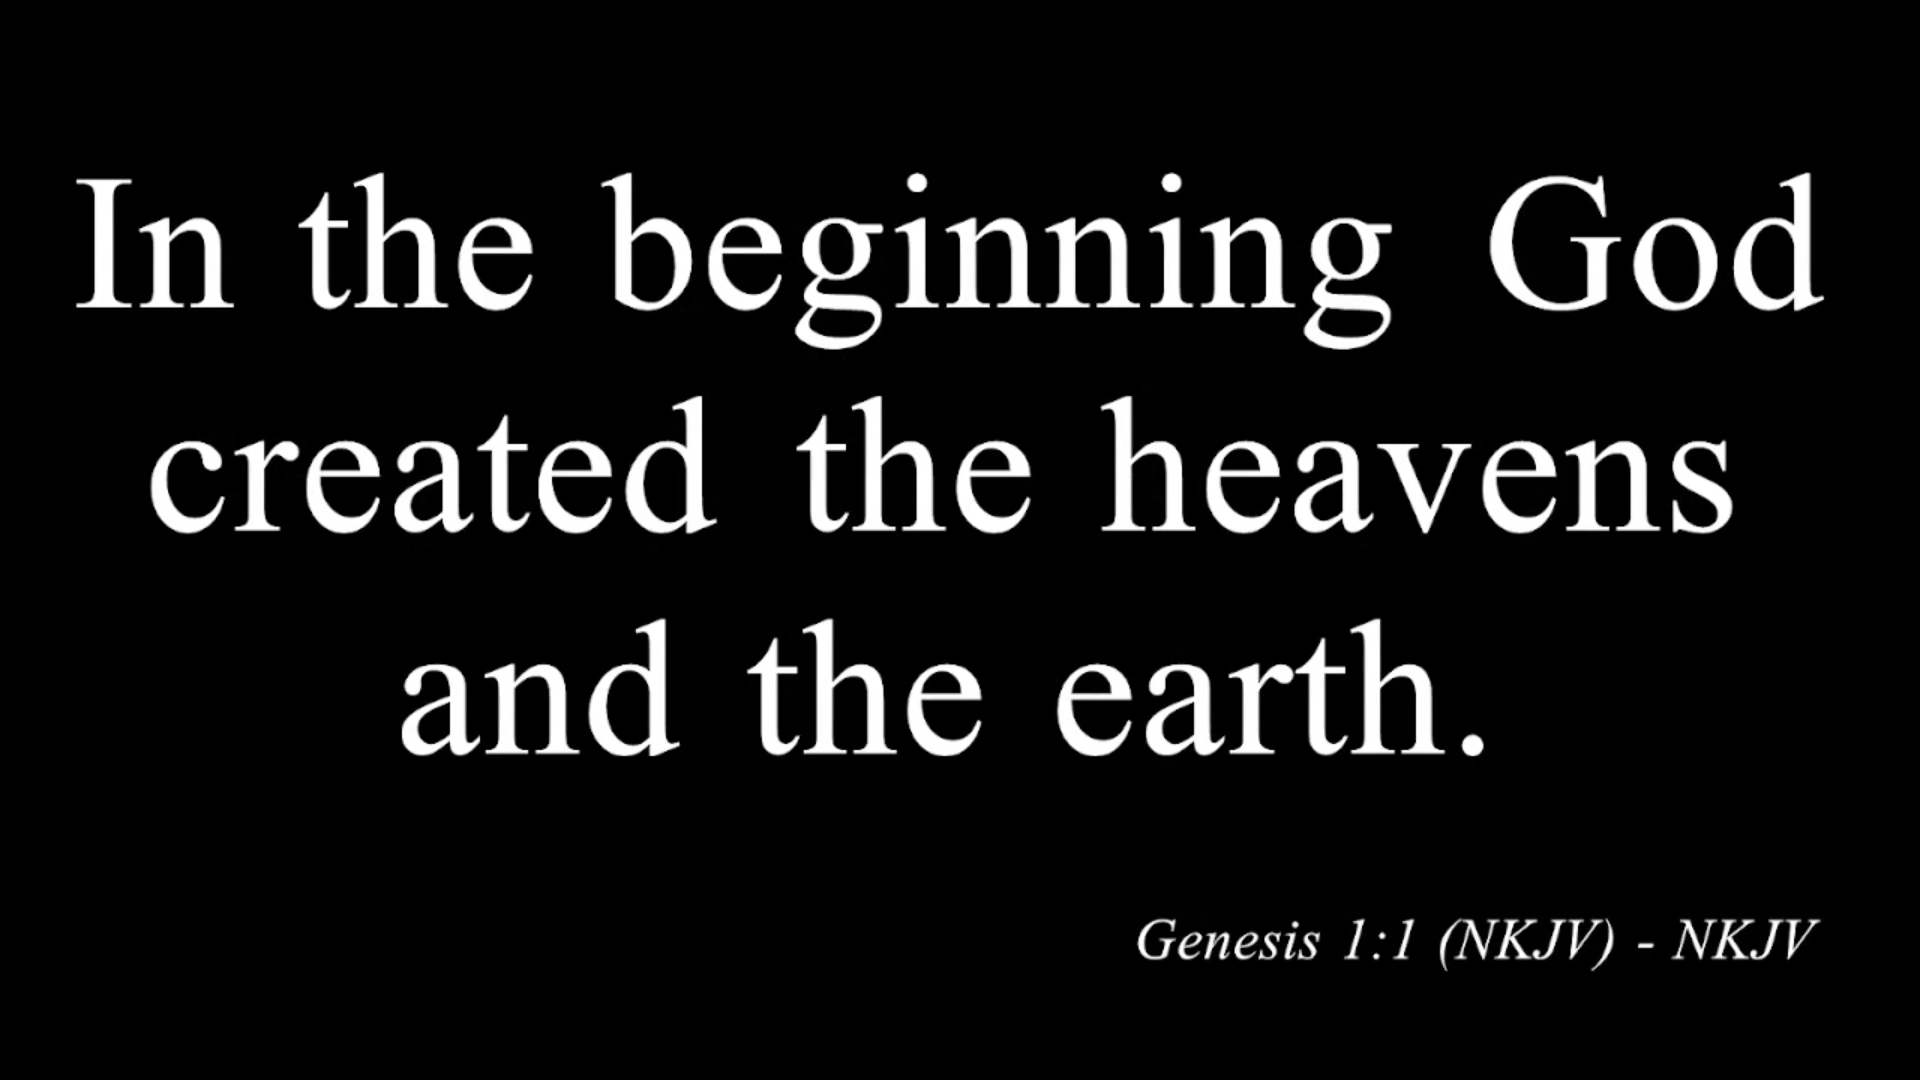 In the beginning God
created the heavens
and the earth.
Genesis 1:1 (NKJV) - NKJV